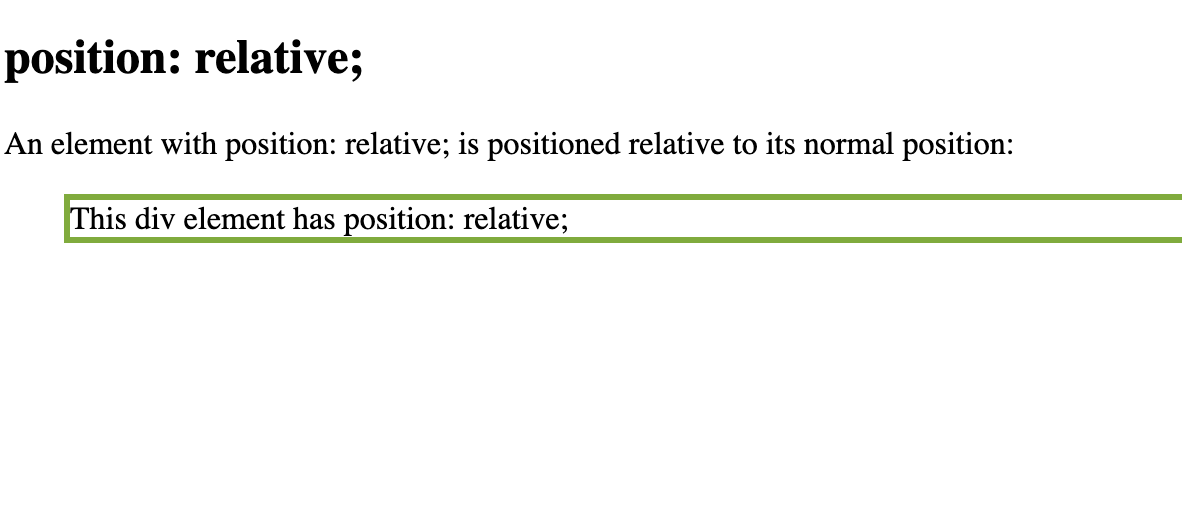 position: relative;
An element with position: relative; is positioned relative to its normal position:
This div element has position: relative;